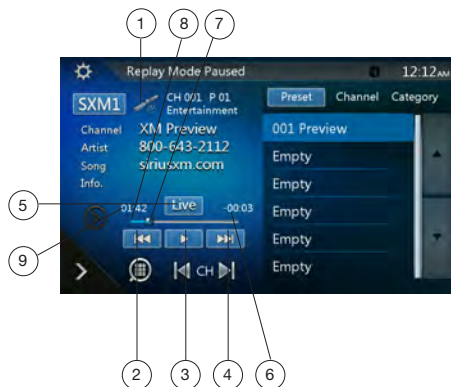 1 8 7
Replay Mode Paused 12:12AM
SXM1 CH 001 P 01 Preset Channel Category
Entertainment
Channel XM Preview 001 Preview
Artist 800-643-2112 Empty
Song siriusxm.com Empty
Info. Empty
5 01:42 Live -00:03 Empty
9 Empty
CH
2 3 4 6